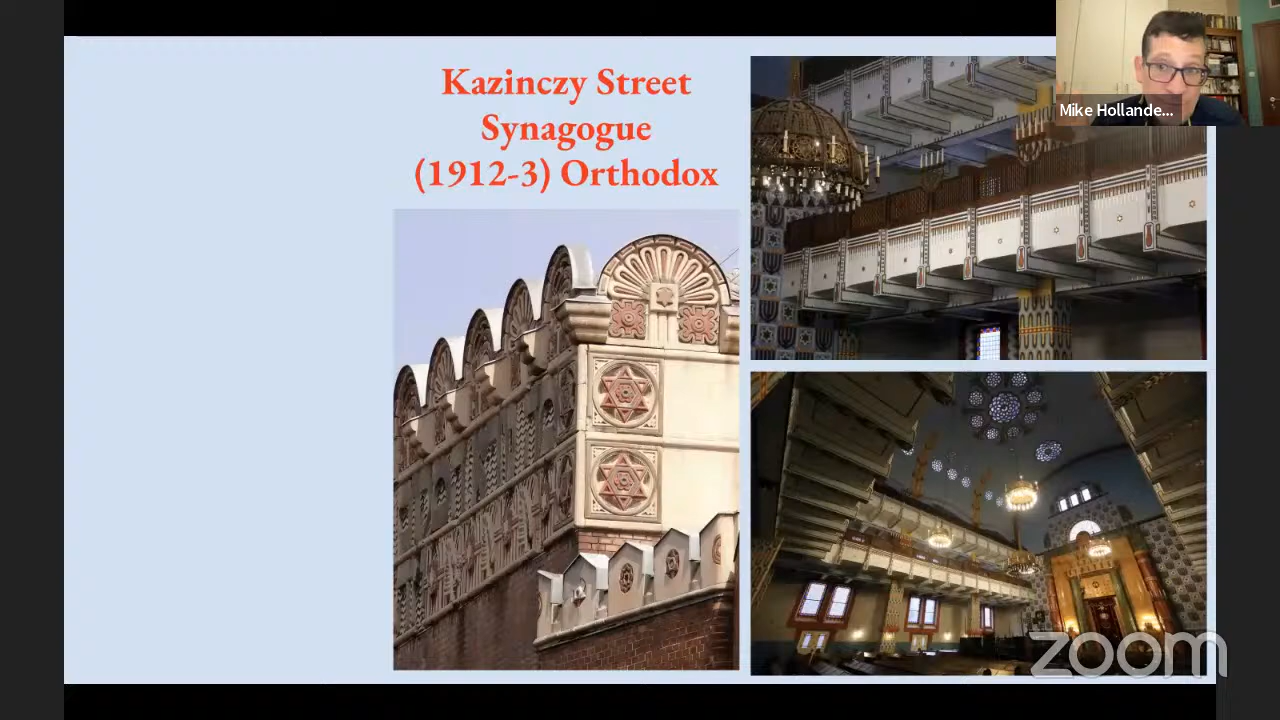 Kazinczy Street
Synagogue
(1912-3) Orthodox
Mike Hollande...
zoom